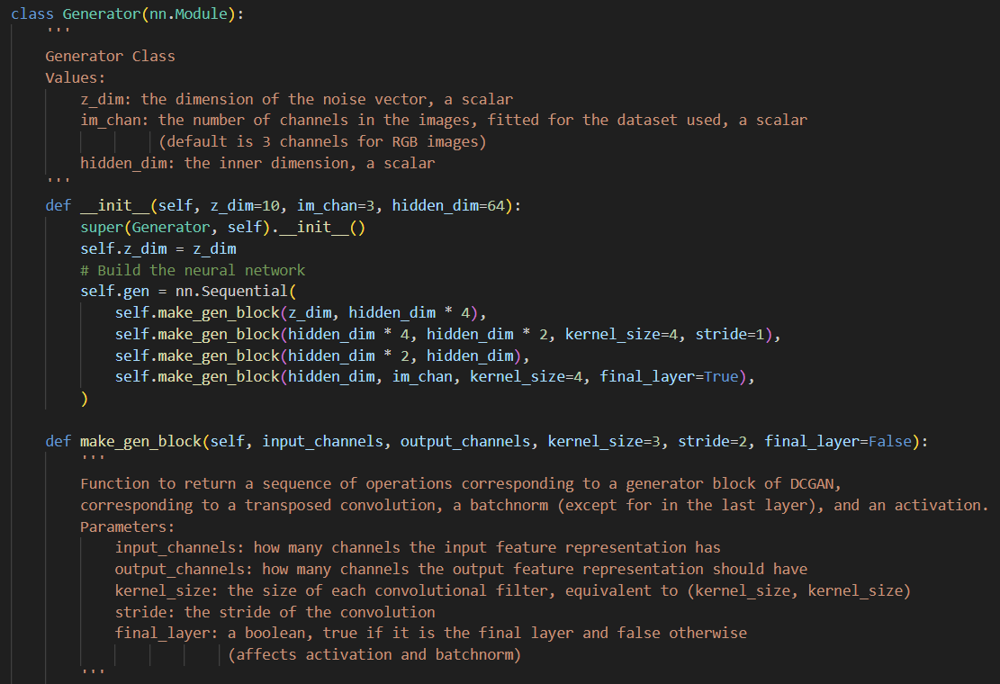 class Generator(nn.Module):
    '''
    Generator Class
    Values:
        z_dim: the dimension of the noise vector, a scalar
        im_chan: the number of channels in the images, fitted for the dataset used, a scalar
                 (default is 3 channels for RGB images)
        hidden_dim: the inner dimension, a scalar
    '''
    def __init__(self, z_dim=10, im_chan=3, hidden_dim=64):
        super(Generator, self).__init__()
        self.z_dim = z_dim
        # Build the neural network
        self.gen = nn.Sequential(
            self.make_gen_block(z_dim, hidden_dim * 4),
            self.make_gen_block(hidden_dim * 4, hidden_dim * 2, kernel_size=4, stride=1),
            self.make_gen_block(hidden_dim * 2, hidden_dim),
            self.make_gen_block(hidden_dim, im_chan, kernel_size=4, final_layer=True),
        )

    def make_gen_block(self, input_channels, output_channels, kernel_size=3, stride=2, final_layer=False):
        '''
        Function to return a sequence of operations corresponding to a generator block of DCGAN,
        corresponding to a transposed convolution, a batchnorm (except for in the last layer), and an activation.
        Parameters:
            input_channels: how many channels the input feature representation has
            output_channels: how many channels the output feature representation should have
            kernel_size: the size of each convolutional filter, equivalent to (kernel_size, kernel_size)
            stride: the stride of the convolution
            final_layer: a boolean, true if it is the final layer and false otherwise
                         (affects activation and batchnorm)
        '''